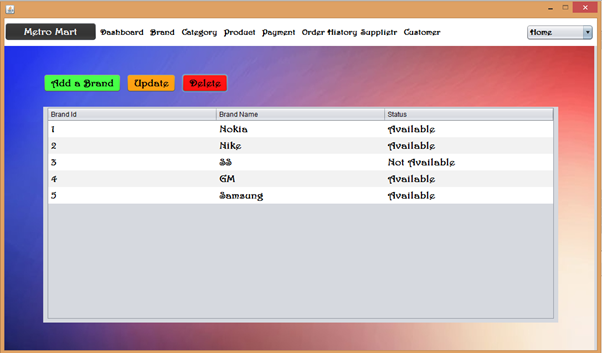 Metro Mart Dashboard Brand Category Product Payment Order History Supplietr Customer Home
Add a Brand Update Delete
Brand Id Brand Name Status
1 Nokia Available
2 Nike Available
3 SS Not Available
4 GM Available
5 Samsung Available